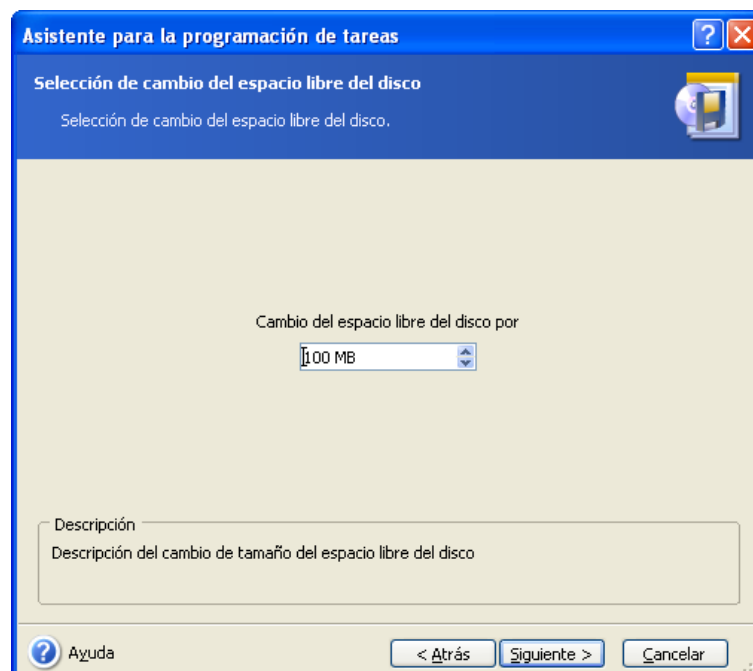 Asistente para la programación de tareas
Selección de cambio del espacio libre del disco
Selección de cambio del espacio libre del disco.
Cambio del espacio libre del disco por
100 MB
Descripción
Descripción del cambio de tamaño del espacio libre del disco
Ayuda
< Atrás
Siguiente >
Cancelar